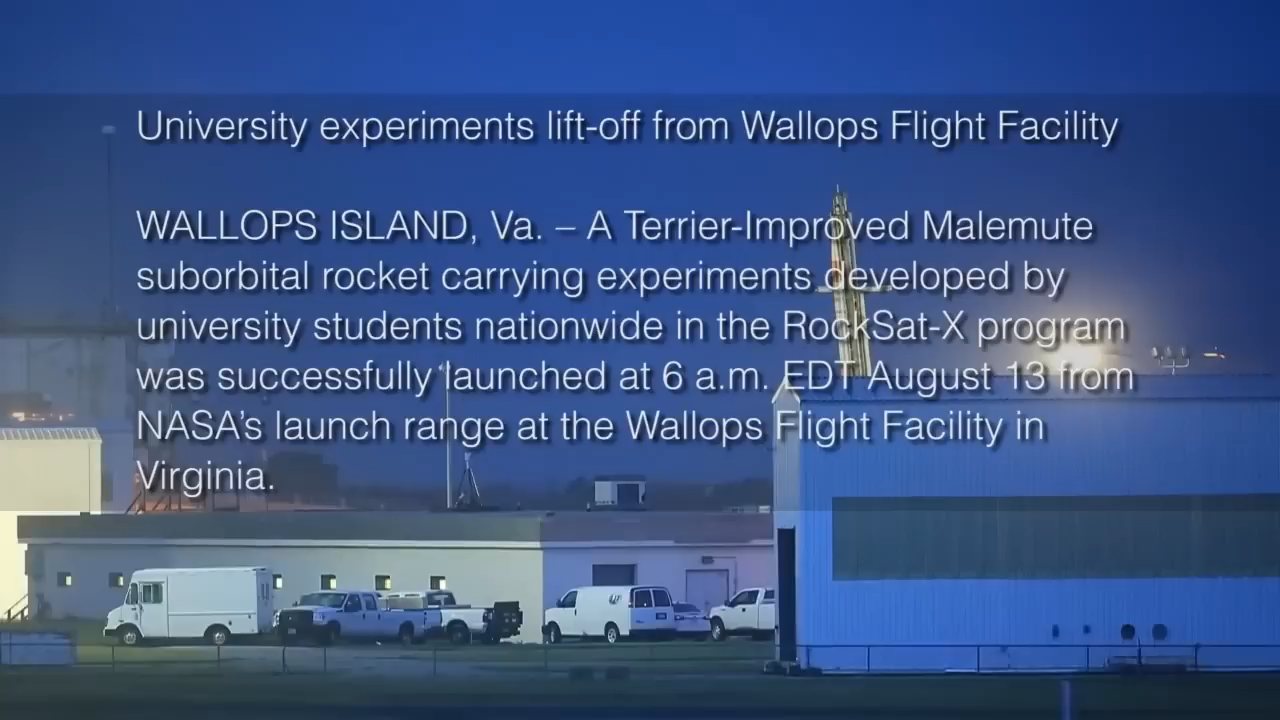 University experiments lift-off from Wallops Flight Facility
WALLOPS ISLAND, Va. – A Terrier-Improved Malemute
suborbital rocket carrying experiments developed by
university students nationwide in the RockSat-X program
was successfully launched at 6 a.m. EDT August 13 from
NASA's launch range at the Wallops Flight Facility in
Virginia.